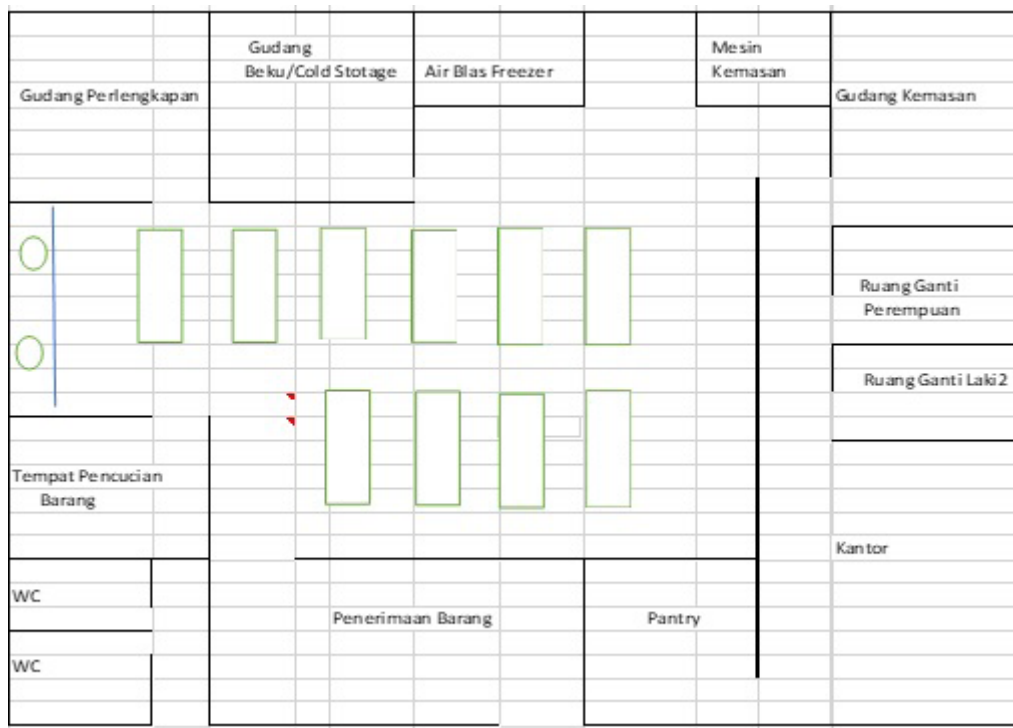 Gudang Perlengkapan
Gudang
Beku/Cold Stotage
Air Blas Freezer
Mesin
Kemasan
Gudang Kemasan
Ruang Ganti
Perempuan
Ruang Ganti Laki2
Tempat Pencucian
Barang
Kantor
WC
Penerimaan Barang
Pantry
WC